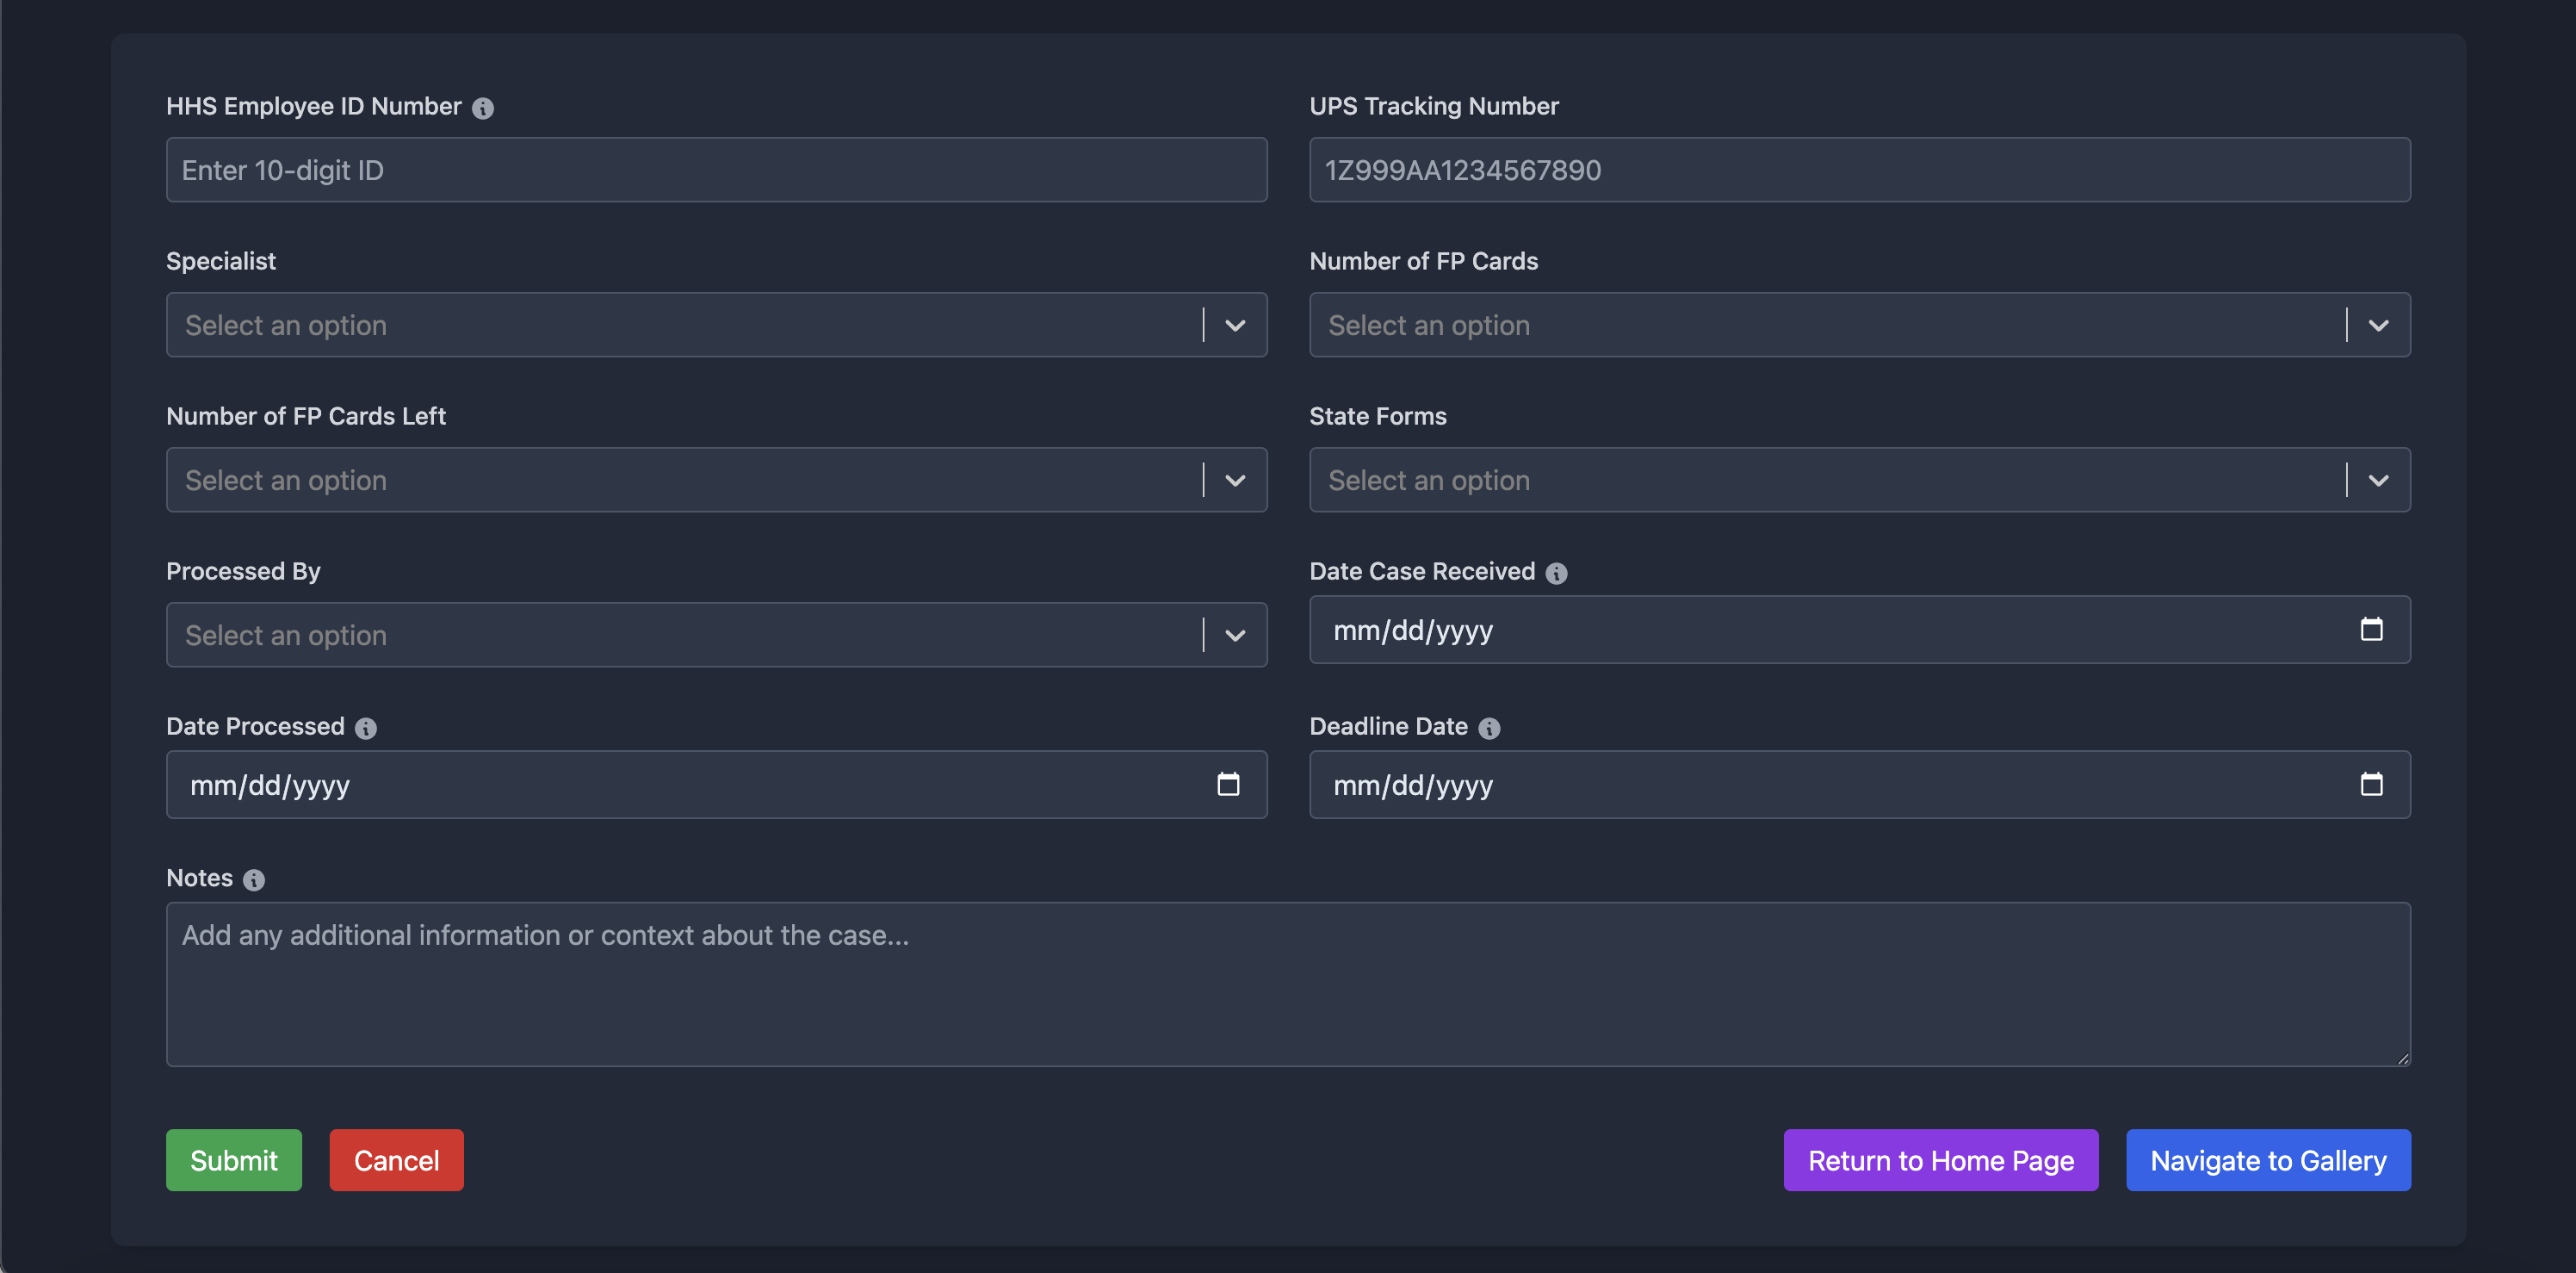 HHS Employee ID Number
UPS Tracking Number
Enter 10-digit ID
1Z999AA1234567890
Specialist
Number of FP Cards
Select an option
Select an option
Number of FP Cards Left
State Forms
Select an option
Select an option
Processed By
Date Case Received
Select an option
mm/dd/yyyy
Date Processed
Deadline Date
mm/dd/yyyy
mm/dd/yyyy
Notes
Add any additional information or context about the case...
Submit
Cancel
Return to Home Page
Navigate to Gallery